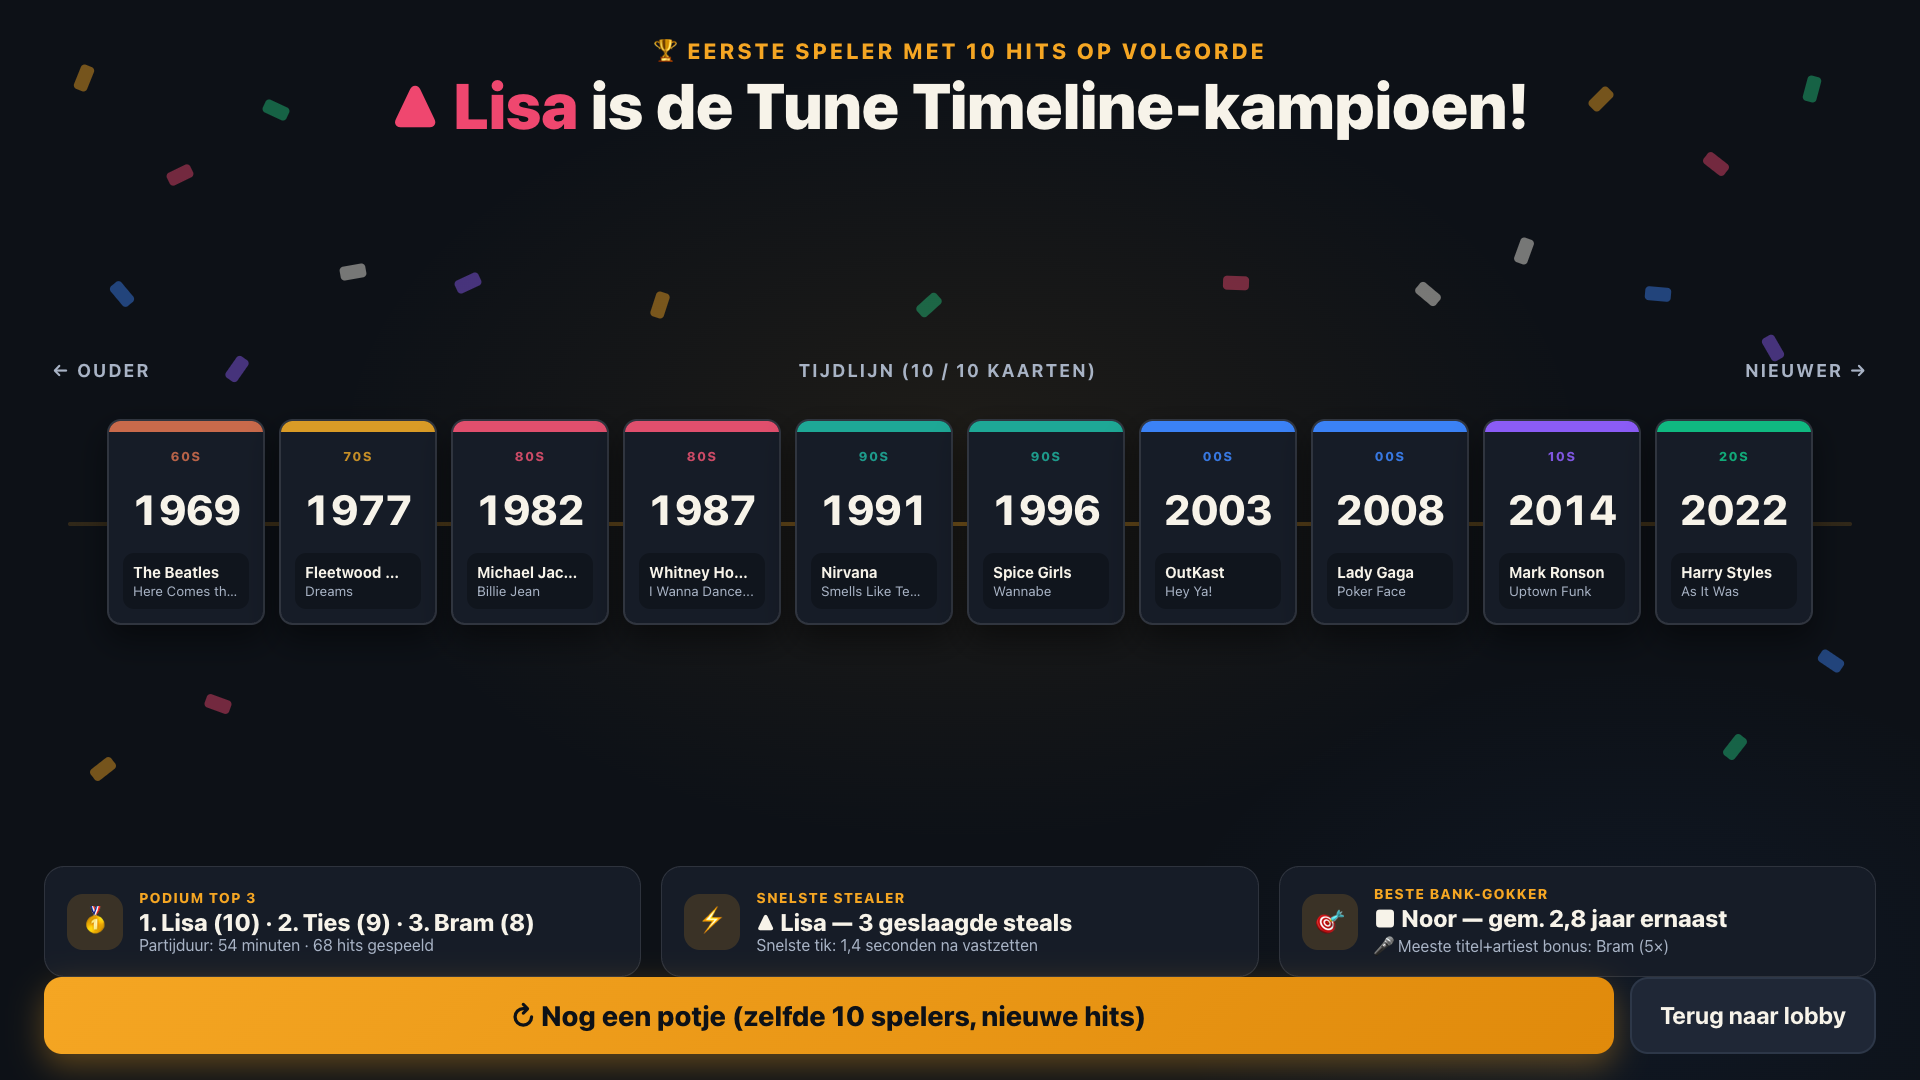 🏆 EERSTE SPELER MET 10 HITS OP VOLGORDE
Lisa is de Tune Timeline-kampioen!
← OUDER
TIJDLIJN (10 / 10 KAARTEN)
NIEUWER →
60S
1969
The Beatles
Here Comes th...
70S
1977
Fleetwood ...
Dreams
80S
1982
Michael Jac...
Billie Jean
80S
1987
Whitney Ho...
I Wanna Dance...
90S
1991
Nirvana
Smells Like Te...
90S
1996
Spice Girls
Wannabe
00S
2003
OutKast
Hey Ya!
00S
2008
Lady Gaga
Poker Face
10S
2014
Mark Ronson
Uptown Funk
20S
2022
Harry Styles
As It Was
PODIUM TOP 3
1. Lisa (10) · 2. Ties (9) · 3. Bram (8)
Partijduur: 54 minuten · 68 hits gespeeld
SNELSTE STEALER
Lisa — 3 geslaagde steals
Snelste tik: 1,4 seconden na vastzetten
BESTE BANK-GOKKER
Noor — gem. 2,8 jaar ernaast
🎤 Meeste titel+artiest bonus: Bram (5×)
↻ Nog een potje (zelfde 10 spelers, nieuwe hits)
Terug naar lobby